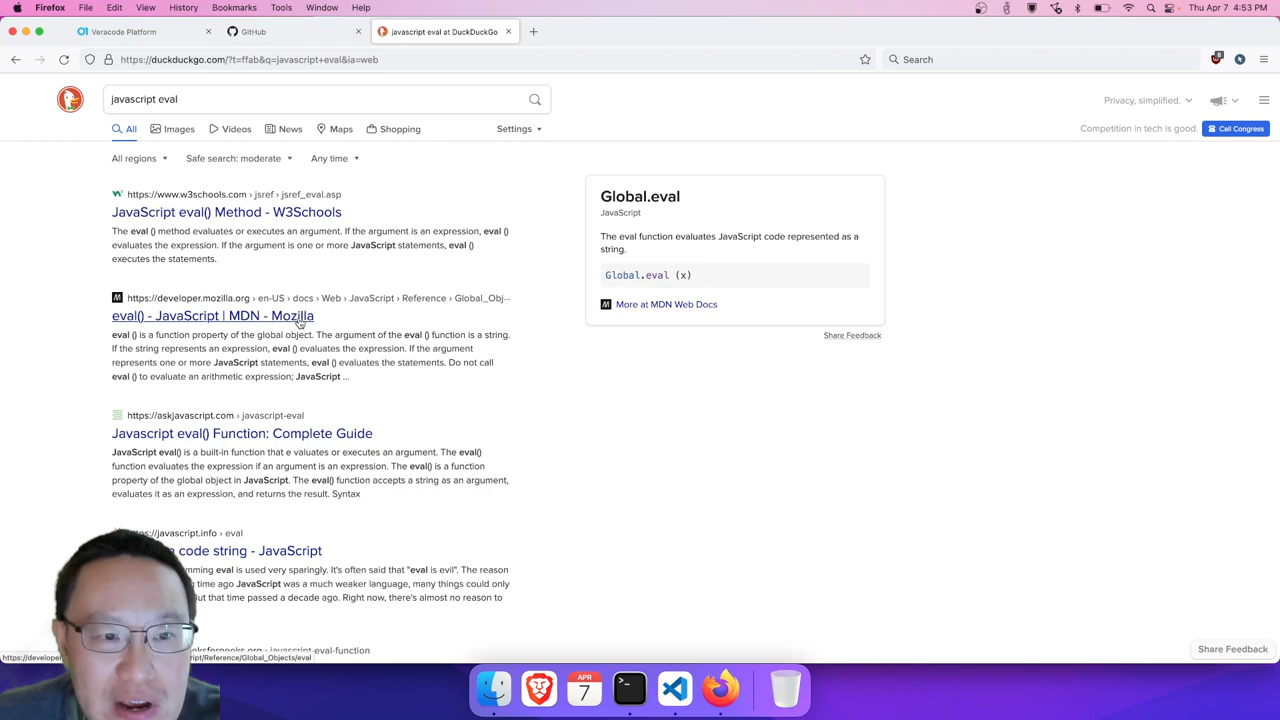 Firefox File Edit View History Bookmarks Tools Window Help Thu Apr 7 4:53 PM
Veracode Platform GitHub javascript eval at DuckDuckGo
https://duckduckgo.com/?t=ffab&q=javascript+eval&ia=web Search
javascript eval
Privacy, simplified.
All Images Videos News Maps Shopping Settings
Competition in tech is good. Call Congress
All regions Safe search: moderate Any time
https://www.w3schools.com › jsref › jsref_eval.asp
JavaScript eval() Method - W3Schools
The eval () method evaluates or executes an argument. If the argument is an expression, eval ()
evaluates the expression. If the argument is one or more JavaScript statements, eval ()
executes the statements.
https://developer.mozilla.org › en-US › docs › Web › JavaScript › Reference › Global_Obj...
eval() - JavaScript | MDN - Mozilla
eval () is a function property of the global object. The argument of the eval () function is a string.
If the string represents an expression, eval () evaluates the expression. If the argument
represents one or more JavaScript statements, eval () evaluates the statements. Do not call
eval () to evaluate an arithmetic expression; JavaScript ...
https://askjavascript.com › javascript-eval
Javascript eval() Function: Complete Guide
JavaScript eval() is a built-in function that e valuates or executes an argument. The eval()
function evaluates the expression if an argument is an expression. The eval() is a function
property of the global object in JavaScript. The eval() function accepts a string as an argument,
evaluates it as an expression, and returns the result. Syntax
https://javascript.info › eval
code string - JavaScript
eval is used very sparingly. It's often said that "eval is evil". The reason
time ago JavaScript was a much weaker language, many things could only
But that time passed a decade ago. Right now, there's almost no reason to
javascript-eval-function
Global.eval
JavaScript
The eval function evaluates JavaScript code represented as a
string.
Global.eval (x)
More at MDN Web Docs
Share Feedback
Share Feedback
https://develope
ript/Reference/Global_Objects/eval
APR
7